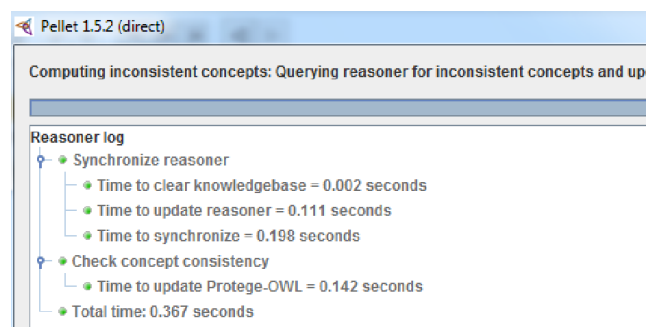 Pellet 1.5.2 (direct)
Computing inconsistent concepts: Querying reasoner for inconsistent concepts and up
Reasoner log
Synchronize reasoner
Time to clear knowledgebase = 0.002 seconds
Time to update reasoner = 0.111 seconds
Time to synchronize = 0.198 seconds
Check concept consistency
Time to update Protege-OWL = 0.142 seconds
Total time: 0.367 seconds